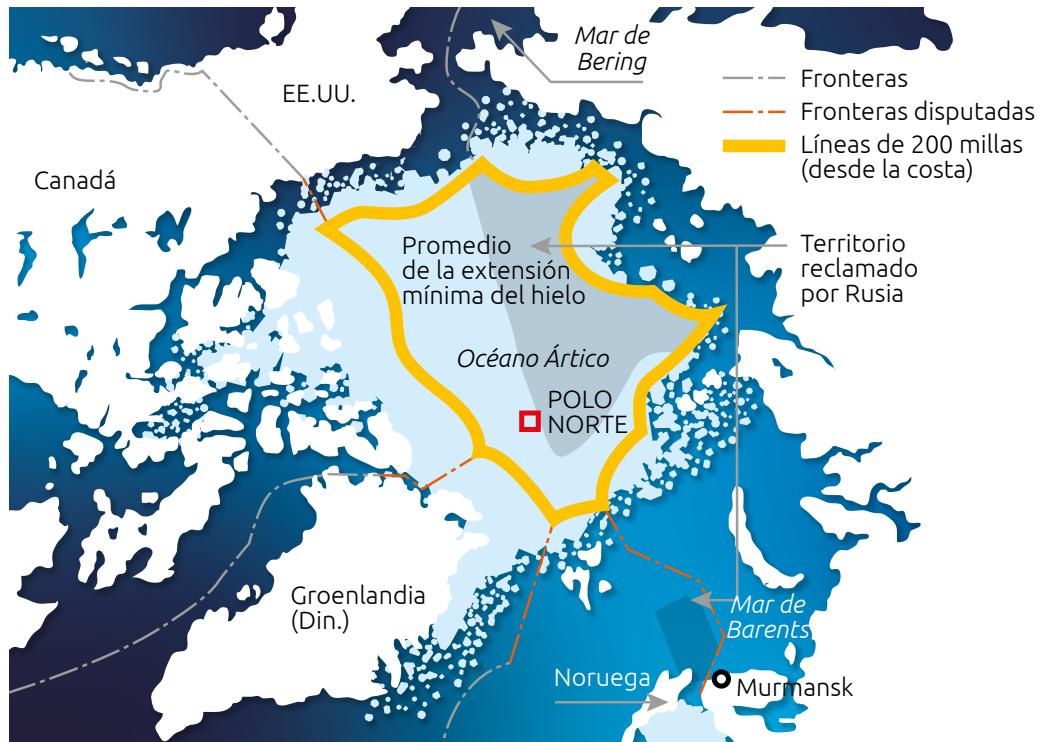 Mar de
Bering
EE.UU.
Fronteras
Fronteras disputadas
Líneas de 200 millas
(desde la costa)
Canadá
Promedio
de la extensión
mínima del hielo
Territorio
reclamado
por Rusia
Océano Ártico
POLO
NORTE
Groenlandia
(Din.)
Mar de
Barents
Noruega
Murmansk